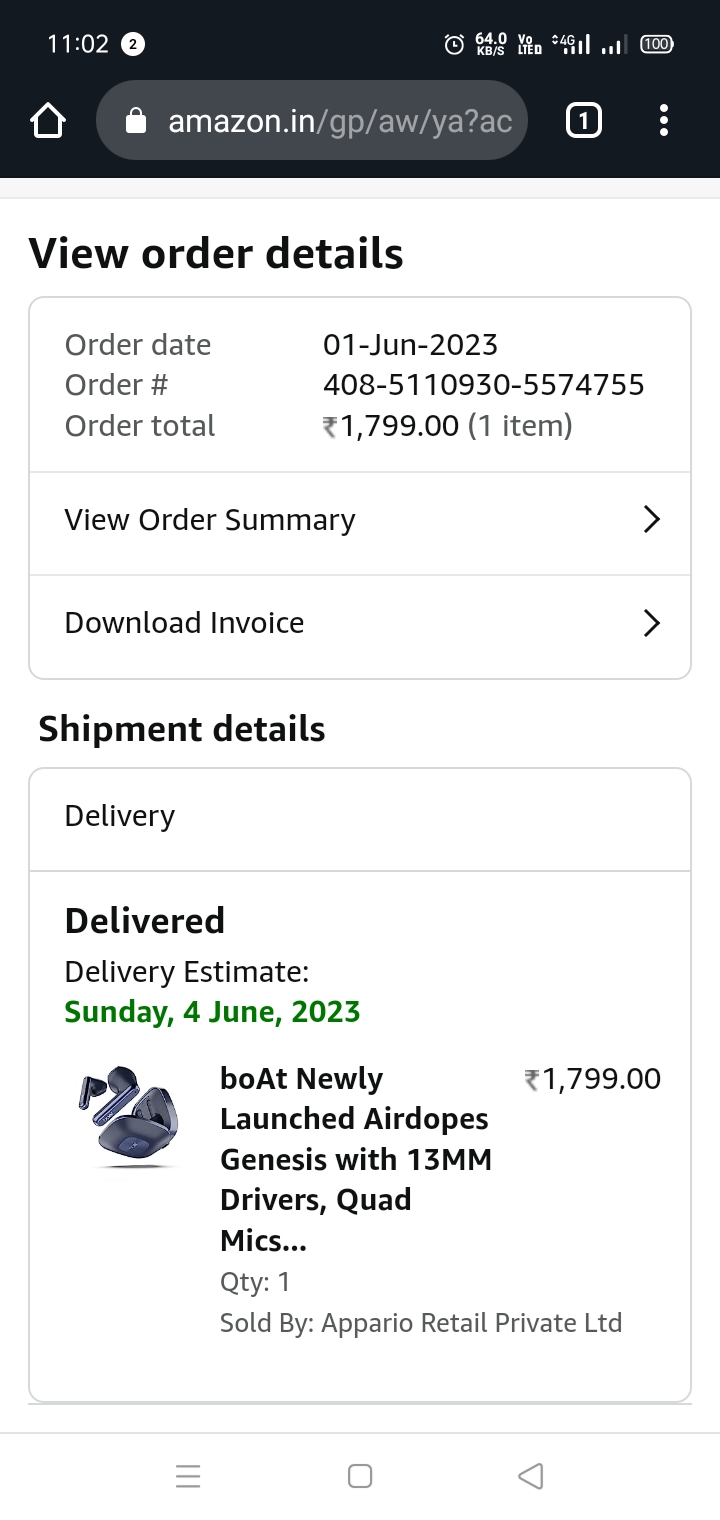 11:02 2 64.0 KB/S Vo LTED 4G 100
amazon.in/gp/aw/ya?ac 1
View order details
Order date 01-Jun-2023
Order # 408-5110930-5574755
Order total ₹1,799.00 (1 item)
View Order Summary
Download Invoice
Shipment details
Delivery
Delivered
Delivery Estimate:
Sunday, 4 June, 2023
boAt Newly ₹1,799.00
Launched Airdopes
Genesis with 13MM
Drivers, Quad
Mics...
Qty: 1
Sold By: Appario Retail Private Ltd